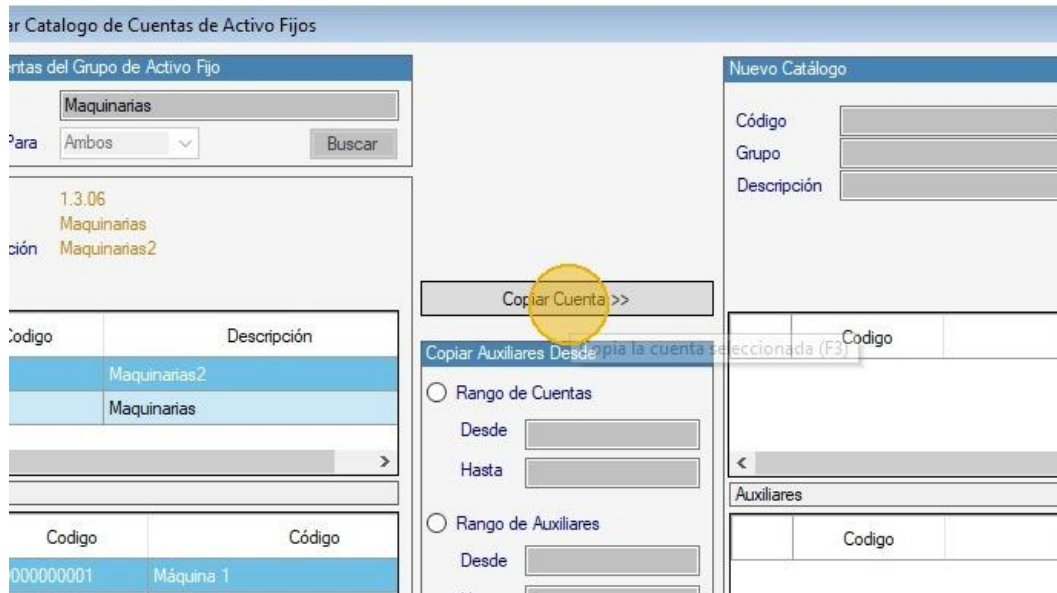 ar Catalogo de Cuentas de Activo Fijos
entas del Grupo de Activo Fijo
Maquinarias
Para Ambos Buscar
1.3.06
Maquinarias
ción Maquinarias2
Codigo Descripción
Maquinarias2
Maquinarias
Codigo Código
0000000001 Máquina 1
Copiar Cuenta >>
Copia la cuenta seleccionada (F3)
Copiar Auxiliares Desde
Rango de Cuentas
Desde
Hasta
Rango de Auxiliares
Desde
Nuevo Catálogo
Código
Grupo
Descripción
Codigo
Auxiliares
Codigo